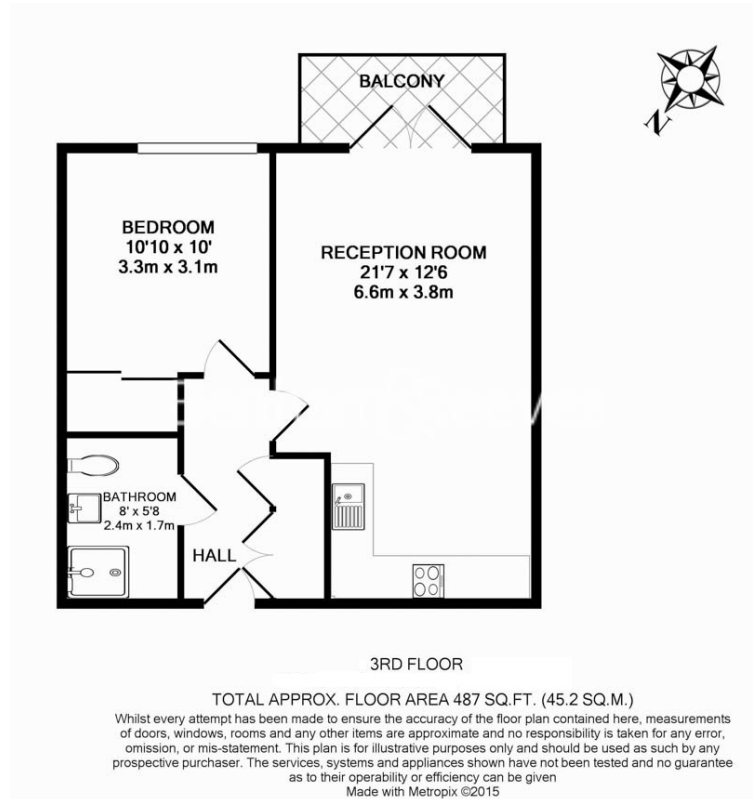 BALCONY
N
BEDROOM
10'10 x 10'
3.3m x 3.1m
RECEPTION ROOM
21'7 x 12'6
6.6m x 3.8m
BATHROOM
8' x 5'8
2.4m x 1.7m
HALL
3RD FLOOR
TOTAL APPROX. FLOOR AREA 487 SQ.FT. (45.2 SQ.M.)
Whilst every attempt has been made to ensure the accuracy of the floor plan contained here, measurements
of doors, windows, rooms and any other items are approximate and no responsibility is taken for any error,
omission, or mis-statement. This plan is for illustrative purposes only and should be used as such by any
prospective purchaser. The services, systems and appliances shown have not been tested and no guarantee
as to their operability or efficiency can be given
Made with Metropix ©2015